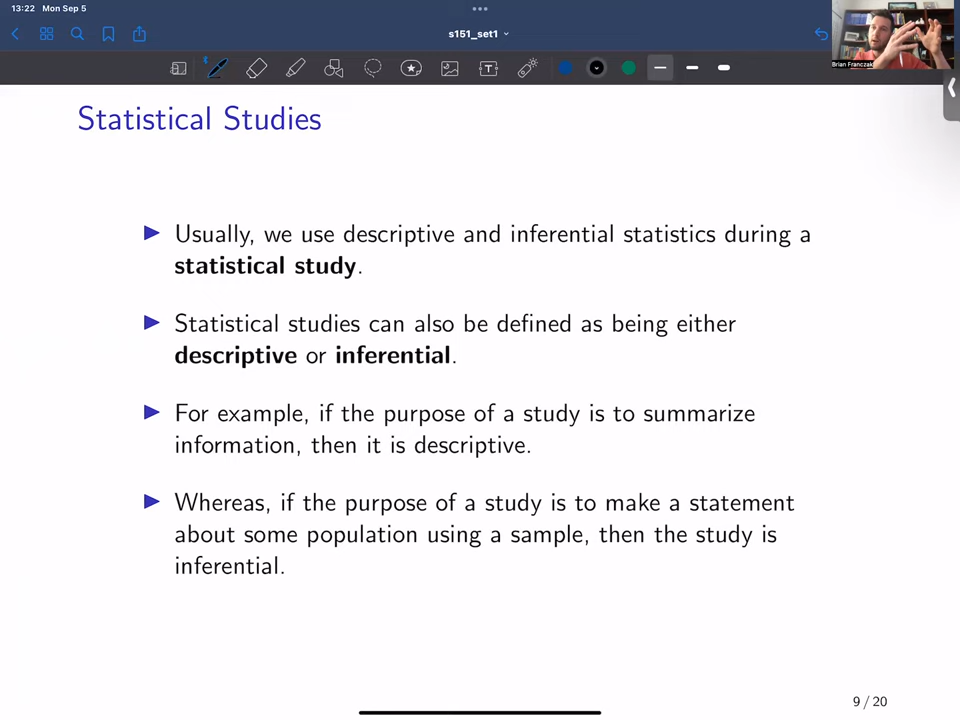 13:22 Mon Sep 5
s151_set1
Brian Franczak
Statistical Studies
Usually, we use descriptive and inferential statistics during a
statistical study.
Statistical studies can also be defined as being either
descriptive or inferential.
For example, if the purpose of a study is to summarize
information, then it is descriptive.
Whereas, if the purpose of a study is to make a statement
about some population using a sample, then the study is
inferential.
9 / 20